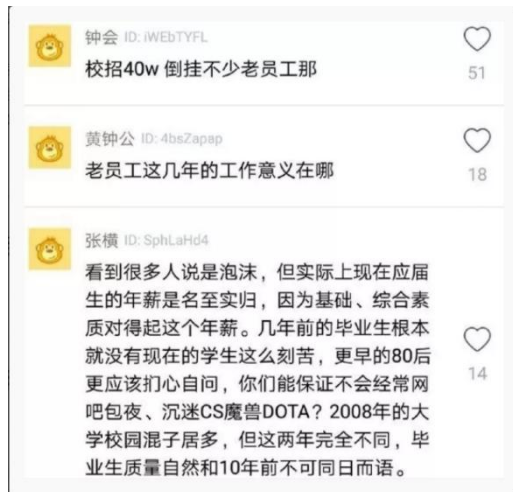 钟会 ID: iWEbTYFL
校招40w 倒挂不少老员工那
51
黄钟公 ID: 4bsZapap
老员工这几年的工作意义在哪
18
张横 ID: SphLaHd4
看到很多人说是泡沫，但实际上现在应届
生的年薪是名至实归，因为基础、综合素
质对得起这个年薪。几年前的毕业生根本
就没有现在的学生这么刻苦，更早的80后
更应该扪心自问，你们能保证不会经常网
吧包夜、沉迷CS魔兽DOTA？2008年的大
学校园混子居多，但这两年完全不同，毕
业生质量自然和10年前不可同日而语。
14